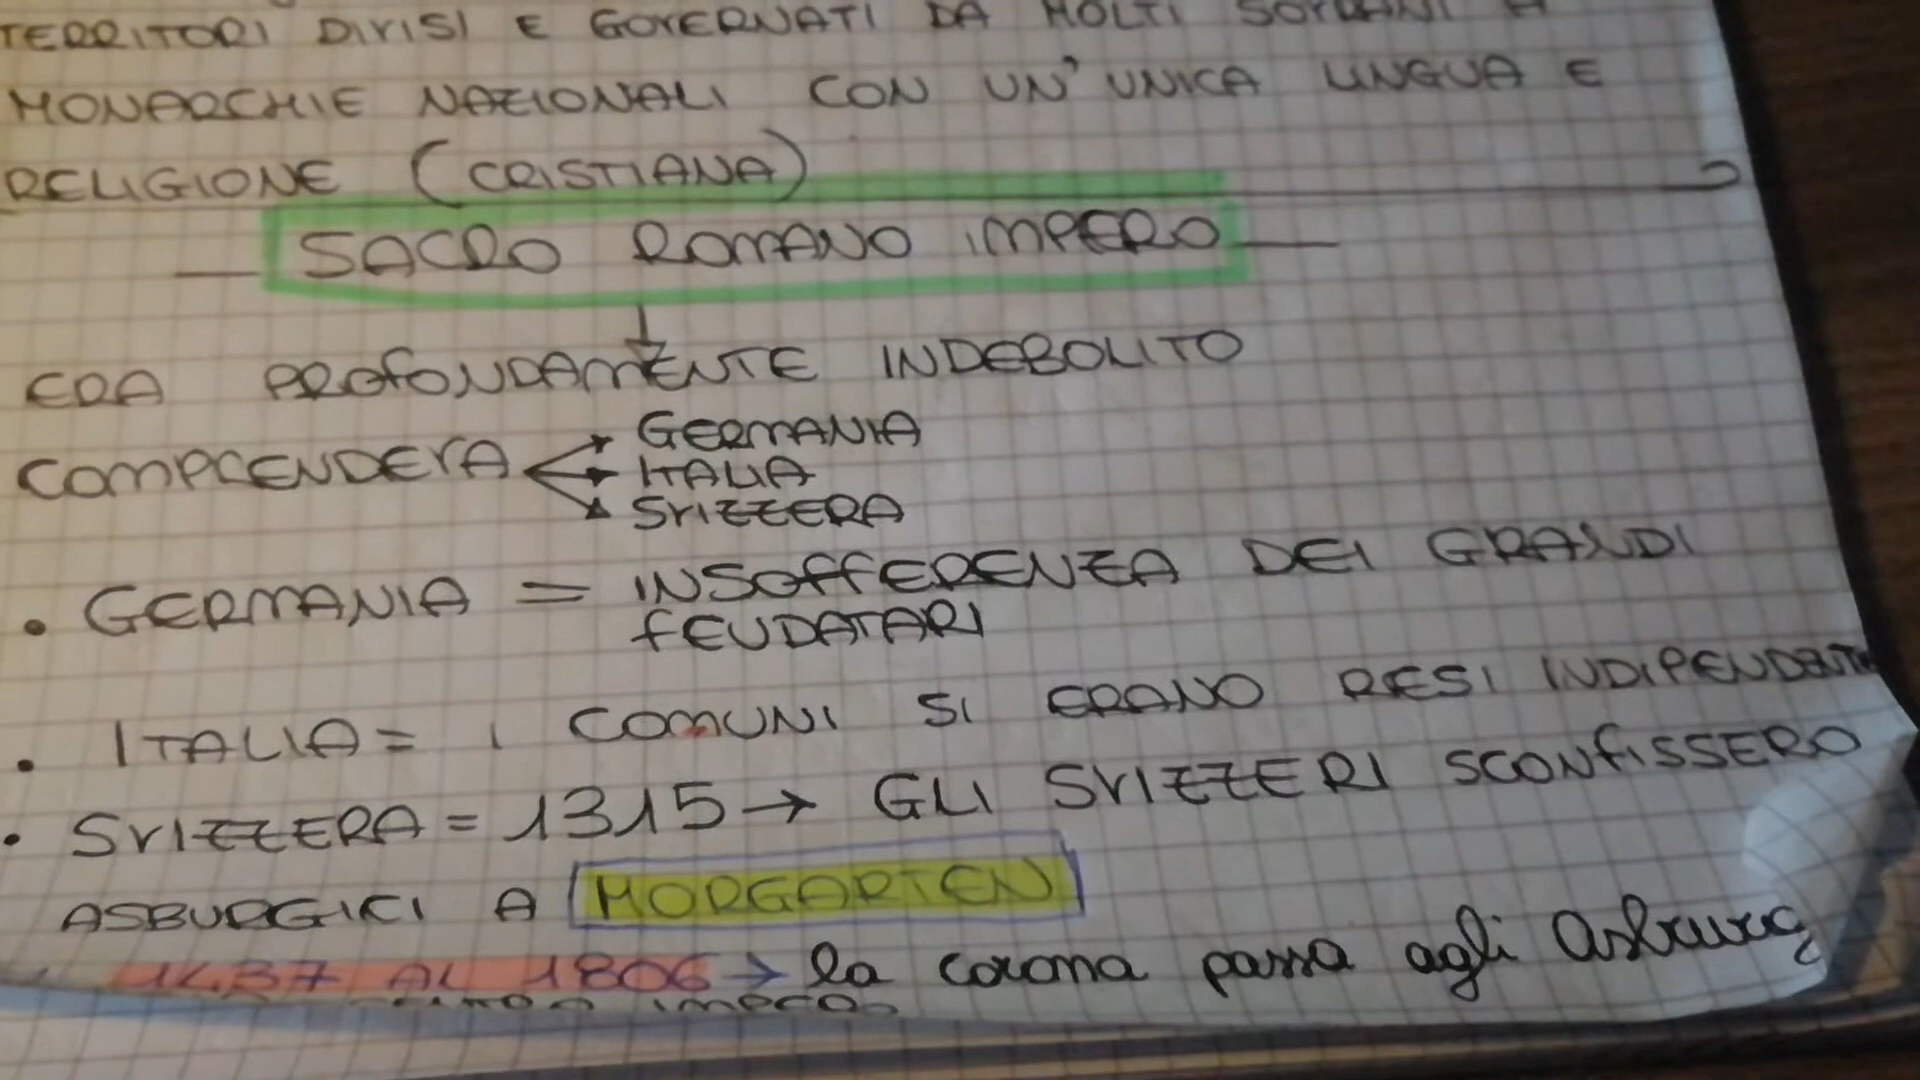 TERRITORI DIVISI E GOVERNATI DA MOLTI SOVRANI A
MONARCHIE NAZIONALI CON UN' UNICA LINGUA E
RELIGIONE (CRISTIANA)
SACRO ROMANO IMPERO
ERA PROFONDAMENTE INDEBOLITO
COMPRENDEVA → GERMANIA
→ ITALIA
→ SVIZZERA
• GERMANIA = INSOFFERENZA DEI GRANDI
FEUDATARI
• ITALIA = I COMUNI SI ERANO RESI INDIPENDENTI
• SVIZZERA = 1315 → GLI SVIZZERI SCONFISSERO
ASBURGICI A MORGARTEN
1437 AL 1806 → la corona passa agli Asburg